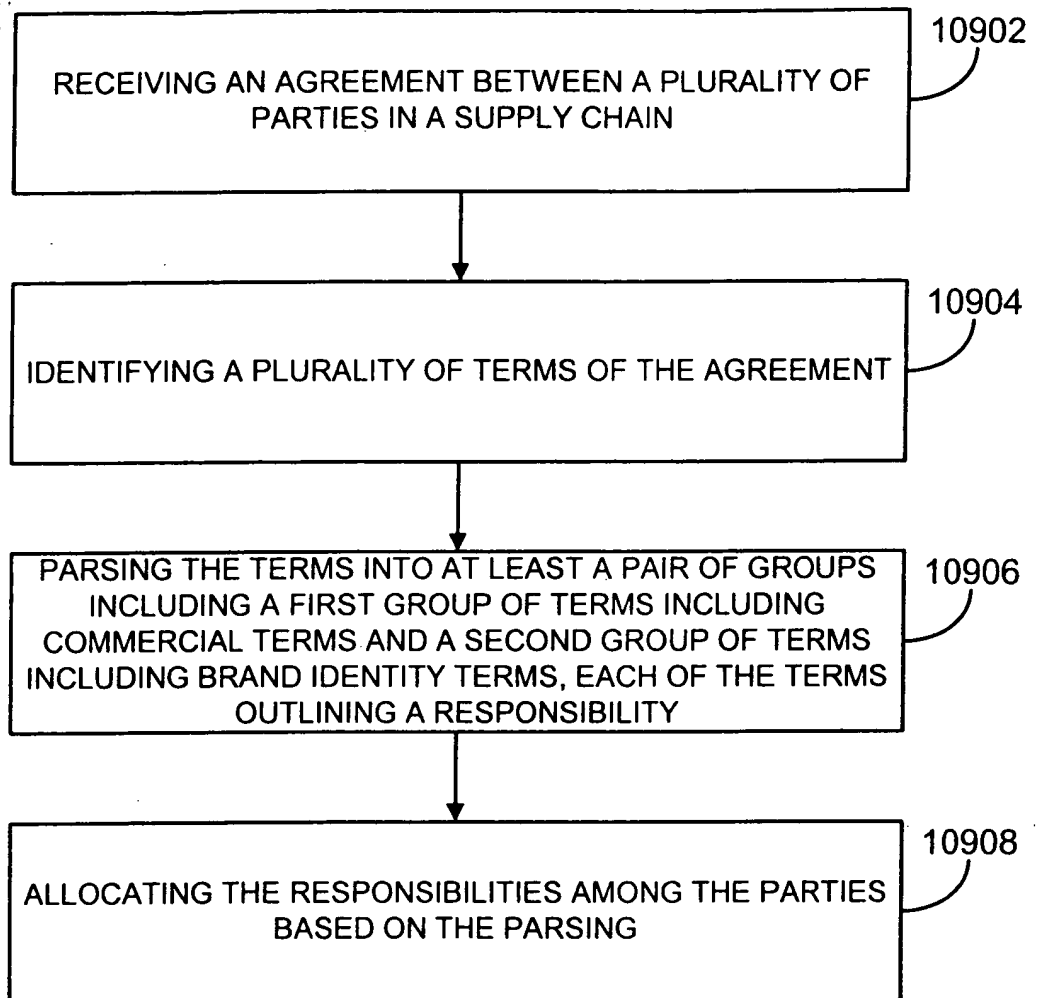 10902
RECEIVING AN AGREEMENT BETWEEN A PLURALITY OF
PARTIES IN A SUPPLY CHAIN
10904
IDENTIFYING A PLURALITY OF TERMS OF THE AGREEMENT
10906
PARSING THE TERMS INTO AT LEAST A PAIR OF GROUPS
INCLUDING A FIRST GROUP OF TERMS INCLUDING
COMMERCIAL TERMS AND A SECOND GROUP OF TERMS
INCLUDING BRAND IDENTITY TERMS, EACH OF THE TERMS
OUTLINING A RESPONSIBILITY
10908
ALLOCATING THE RESPONSIBILITIES AMONG THE PARTIES
BASED ON THE PARSING